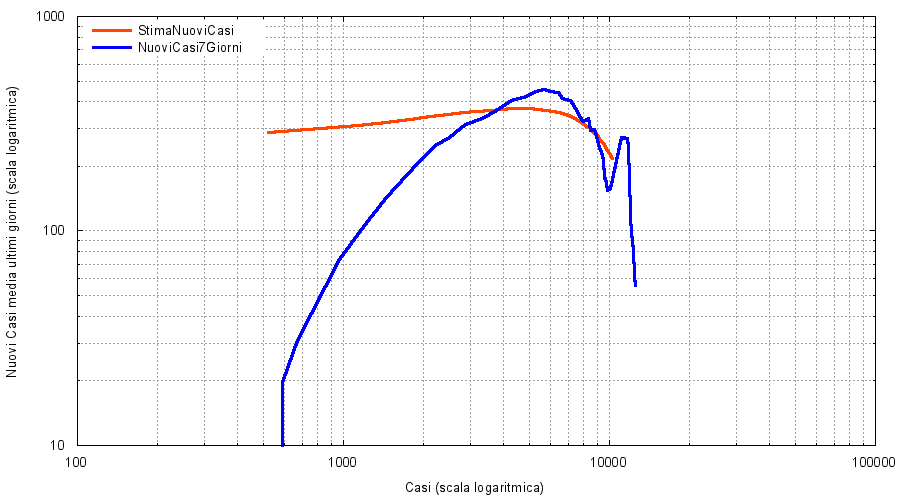 1000
StimaNuoviCasi
NuoviCasi7Giorni
Nuovi Casi media ultimi giorni (scala logaritmica)
100
10
100 1000 10000 100000
Casi (scala logaritmica)